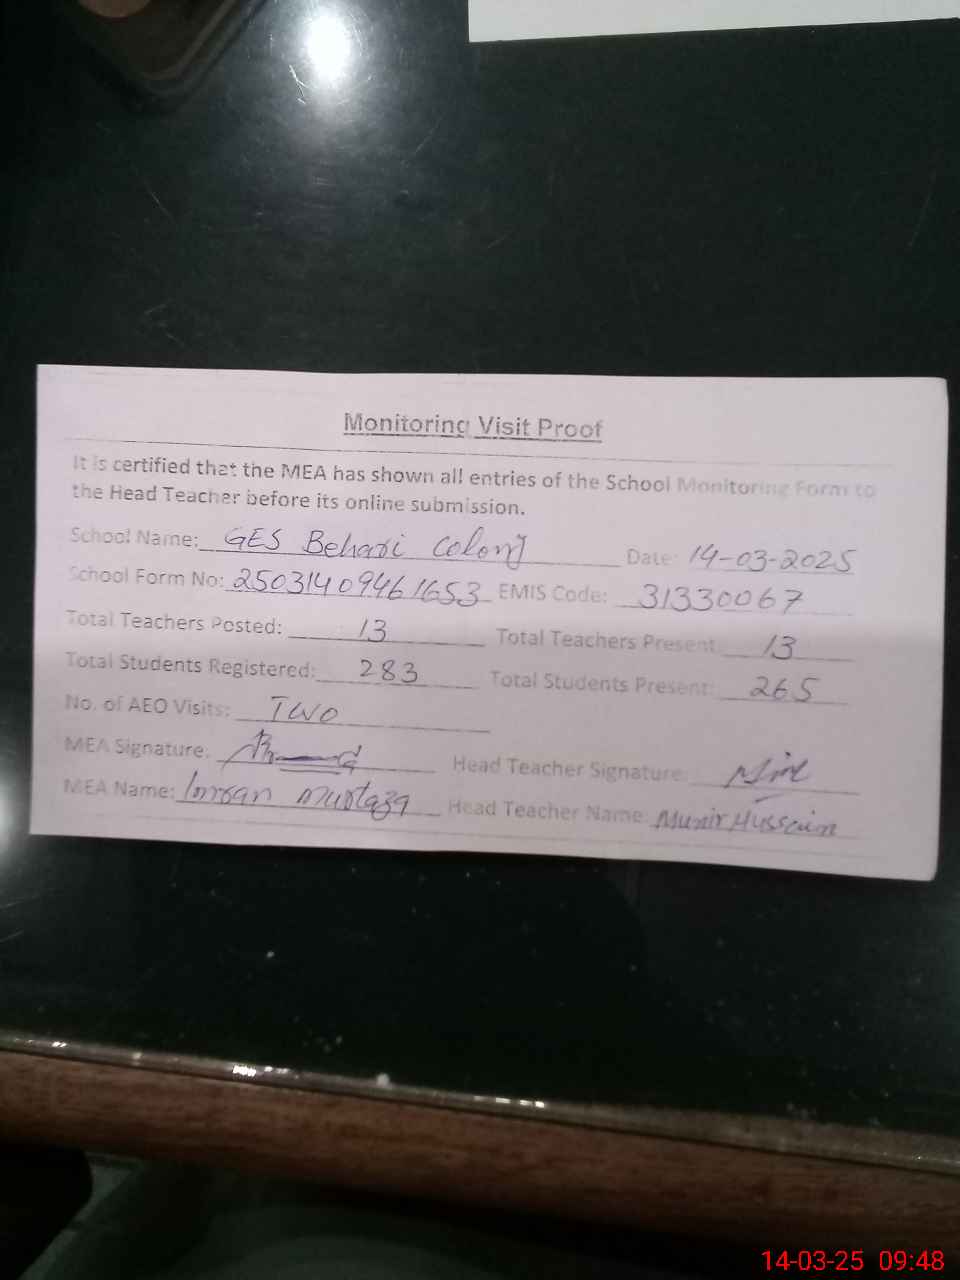 Monitoring Visit Proof
It is certified that the MEA has shown all entries of the School Monitoring Form to
the Head Teacher before its online submission.
School Name: GES Behari Colony Date: 14-03-2025
School Form No: 25031409461653 EMIS Code: 31330067
Total Teachers Posted: 13 Total Teachers Present: 13
Total Students Registered: 283 Total Students Present: 265
No. of AEO Visits: Two
MEA Signature: Head Teacher Signature:
MEA Name: Imran Murtaza Head Teacher Name: Munir Hussain
14-03-25 09:48